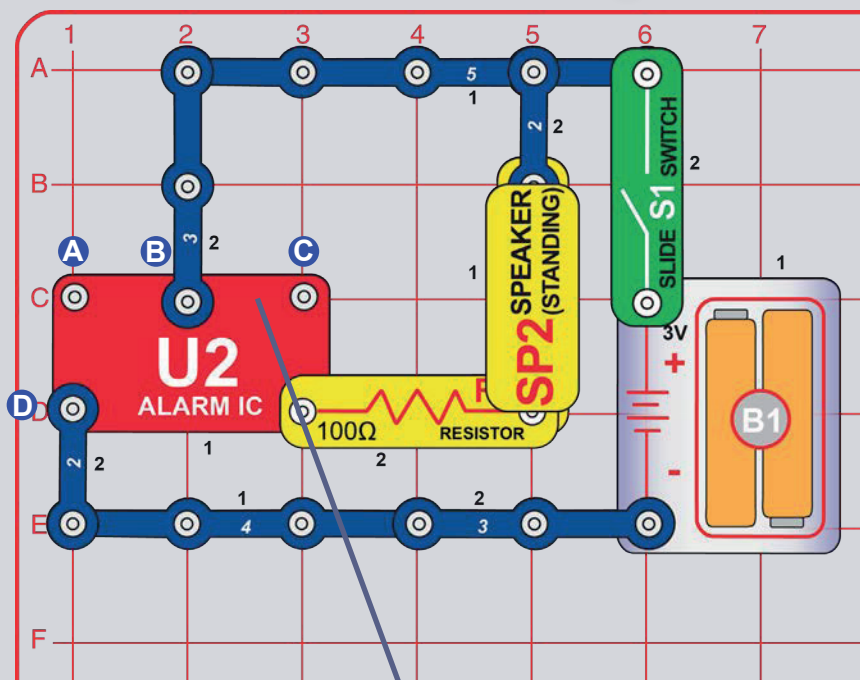 1 2 3 4 5 6 7
A
5
1
2
2
SLIDE S1 SWITCH
2
B
3
2
A
B
C
SP2 SPEAKER
(STANDING)
1
1
C
3V
+
U2
ALARM IC
D
D
R
100Ω
RESISTOR
B1
-
1
2
2
2
1
2
E
4
3
F